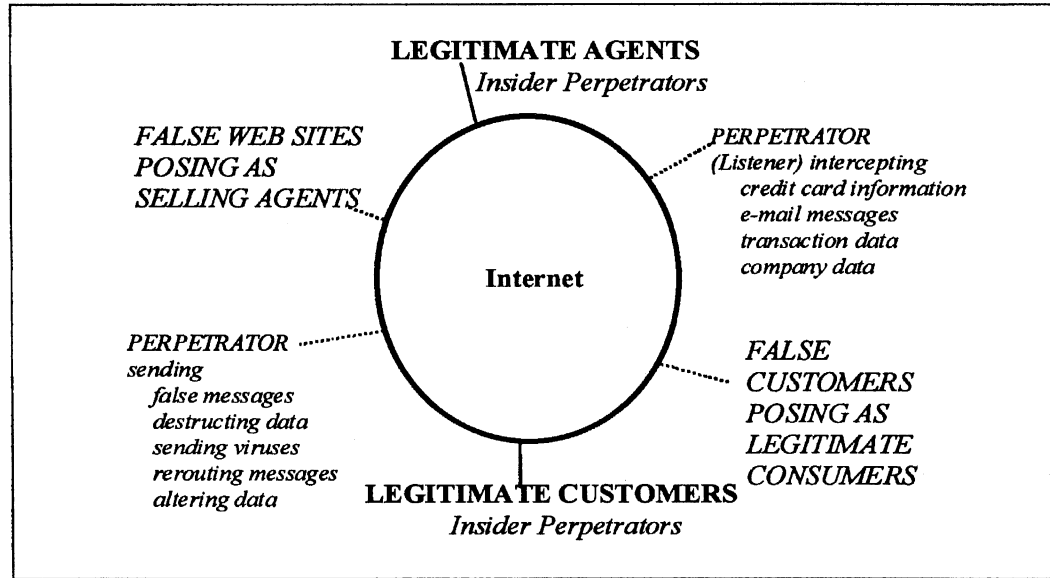 LEGITIMATE AGENTS
Insider Perpetrators
FALSE WEB SITES
POSING AS
SELLING AGENTS
PERPETRATOR
(Listener) intercepting
credit card information
e-mail messages
transaction data
company data
Internet
PERPETRATOR
sending
false messages
destructing data
sending viruses
rerouting messages
altering data
FALSE
CUSTOMERS
POSING AS
LEGITIMATE
CONSUMERS
LEGITIMATE CUSTOMERS
Insider Perpetrators